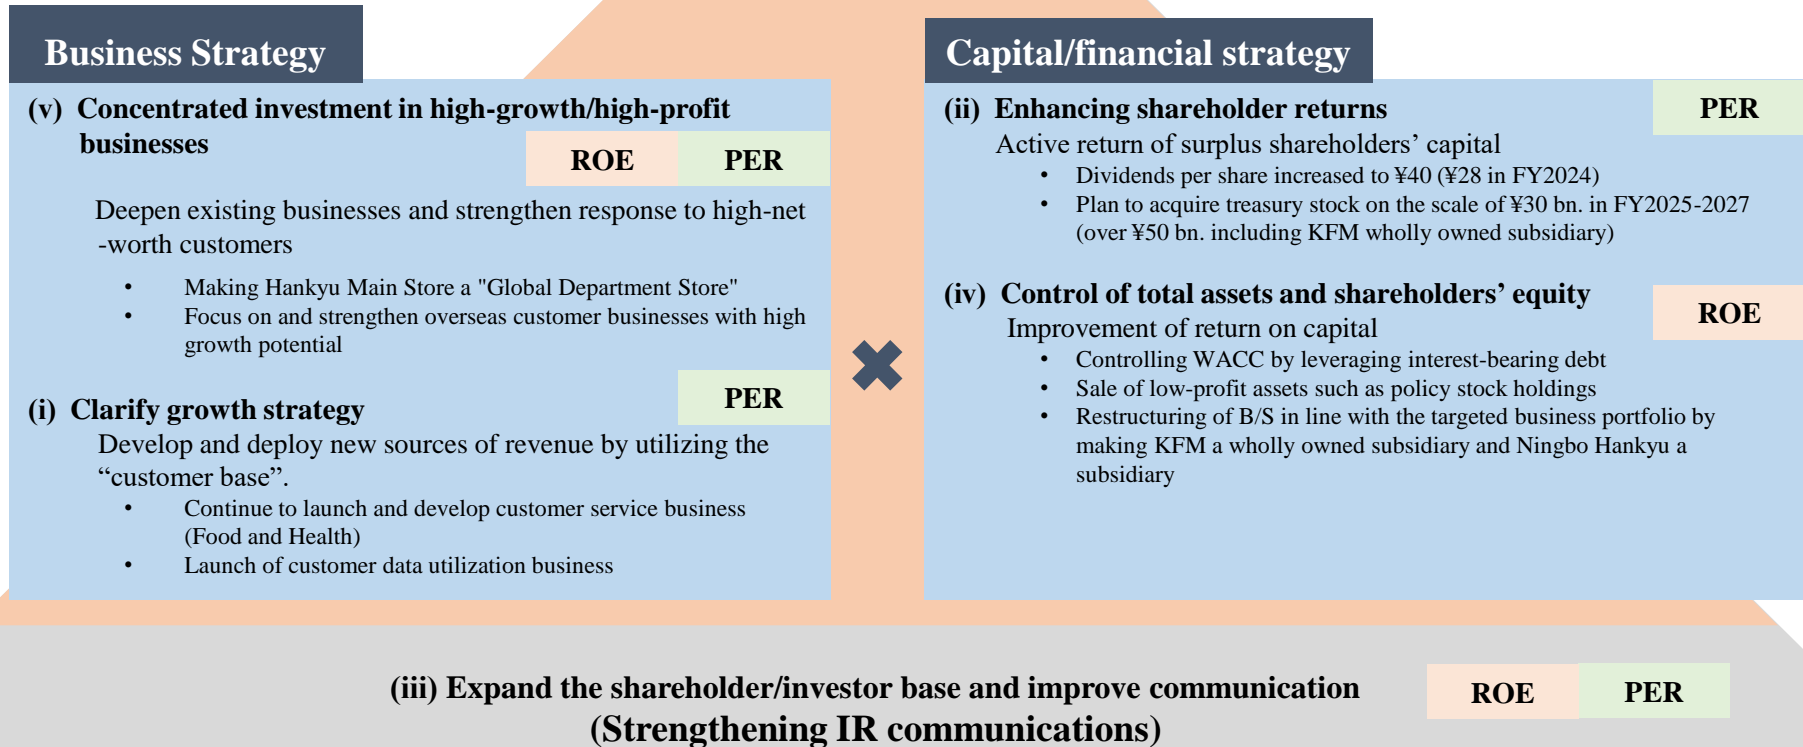 Business Strategy
(v) Concentrated investment in high-growth/high-profit
businesses
ROE PER
Deepen existing businesses and strengthen response to high-net
-worth customers
• Making Hankyu Main Store a "Global Department Store"
• Focus on and strengthen overseas customer businesses with high
growth potential
PER
(i) Clarify growth strategy
Develop and deploy new sources of revenue by utilizing the
“customer base”.
• Continue to launch and develop customer service business
(Food and Health)
• Launch of customer data utilization business
Capital/financial strategy
(ii) Enhancing shareholder returns
PER
Active return of surplus shareholders’ capital
• Dividends per share increased to ¥40 (¥28 in FY2024)
• Plan to acquire treasury stock on the scale of ¥30 bn. in FY2025-2027
(over ¥50 bn. including KFM wholly owned subsidiary)
(iv) Control of total assets and shareholders’ equity
ROE
Improvement of return on capital
• Controlling WACC by leveraging interest-bearing debt
• Sale of low-profit assets such as policy stock holdings
• Restructuring of B/S in line with the targeted business portfolio by
making KFM a wholly owned subsidiary and Ningbo Hankyu a
subsidiary
(iii) Expand the shareholder/investor base and improve communication
(Strengthening IR communications)
ROE PER